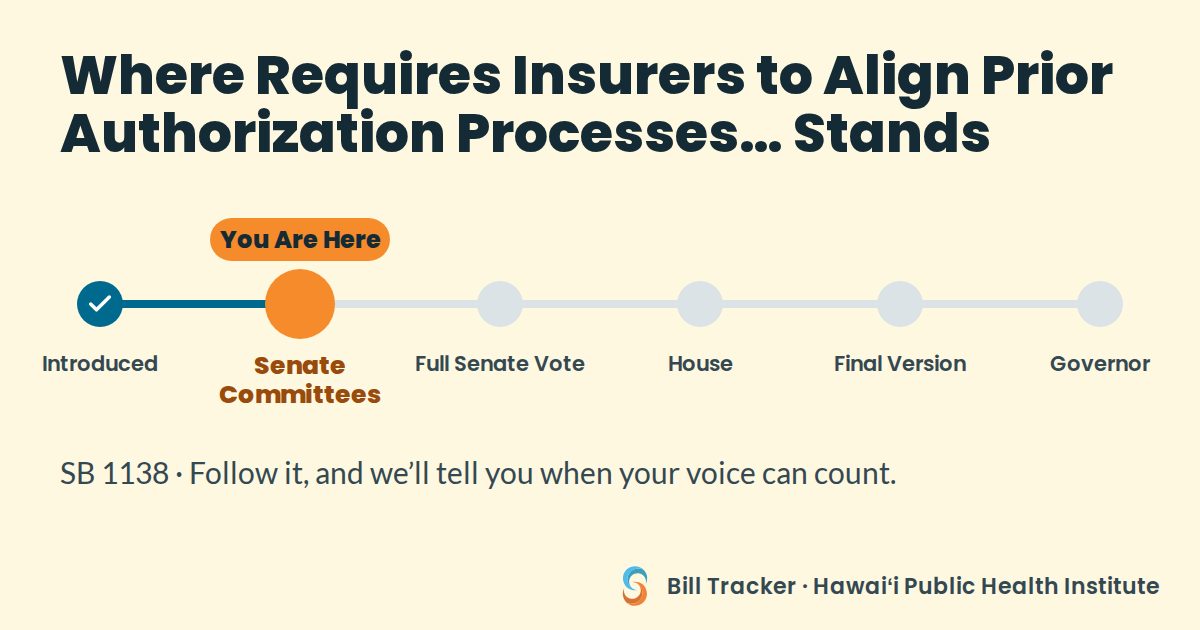 Where Requires Insurers to Align Prior
Authorization Processes... Stands
You Are Here
Introduced
Senate
Committees
Full Senate Vote
House
Final Version
Governor
SB 1138 · Follow it, and we’ll tell you when your voice can count.
Bill Tracker · Hawaiʻi Public Health Institute